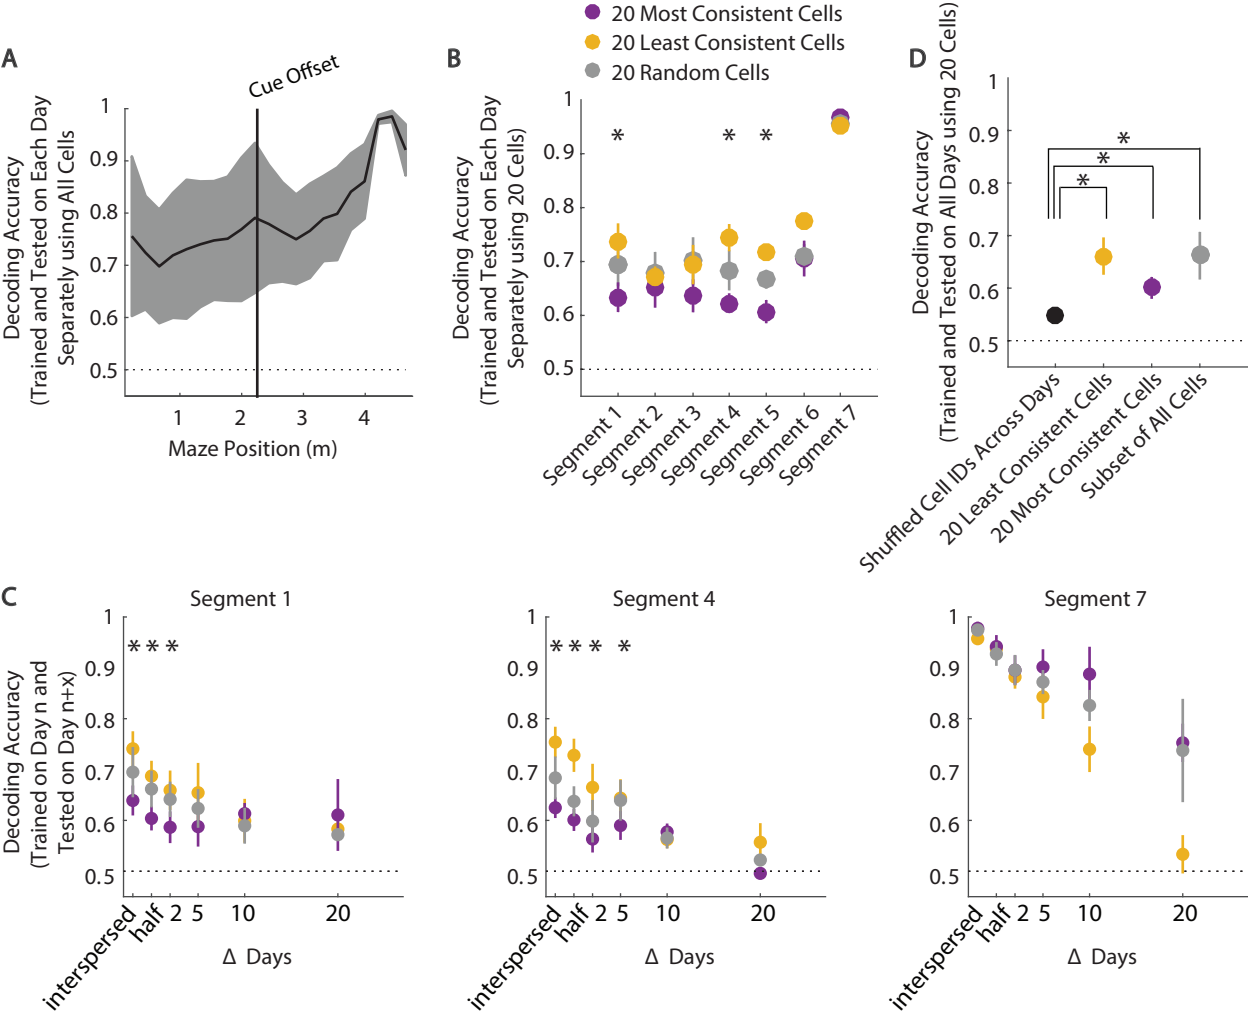 A
Cue Offset
Decoding Accuracy
(Trained and Tested on Each Day
Separately using All Cells
1
0.9
0.8
0.7
0.6
0.5
1
2
3
4
Maze Position (m)
20 Most Consistent Cells
20 Least Consistent Cells
20 Random Cells
B
Decoding Accuracy
(Trained and Tested on Each Day
Separately using 20 Cells)
1
0.9
0.8
0.7
0.6
0.5
* * *
Segment 1
Segment 2
Segment 3
Segment 4
Segment 5
Segment 6
Segment 7
D
Decoding Accuracy
(Trained and Tested on All Days using 20 Cells)
1
0.9
0.8
0.7
0.6
0.5
*
*
*
Shuffled Cell IDs Across Days
20 Least Consistent Cells
20 Most Consistent Cells
Subset of All Cells
C
Decoding Accuracy
(Trained on Day n and
Tested on Day n+x)
Segment 1
1
0.9
0.8
0.7
0.6
0.5
* * *
interspersed
half
2
5
10
20
Δ Days
Segment 4
1
0.9
0.8
0.7
0.6
0.5
* * * *
interspersed
half
2
5
10
20
Δ Days
Segment 7
1
0.9
0.8
0.7
0.6
0.5
interspersed
half
2
5
10
20
Δ Days